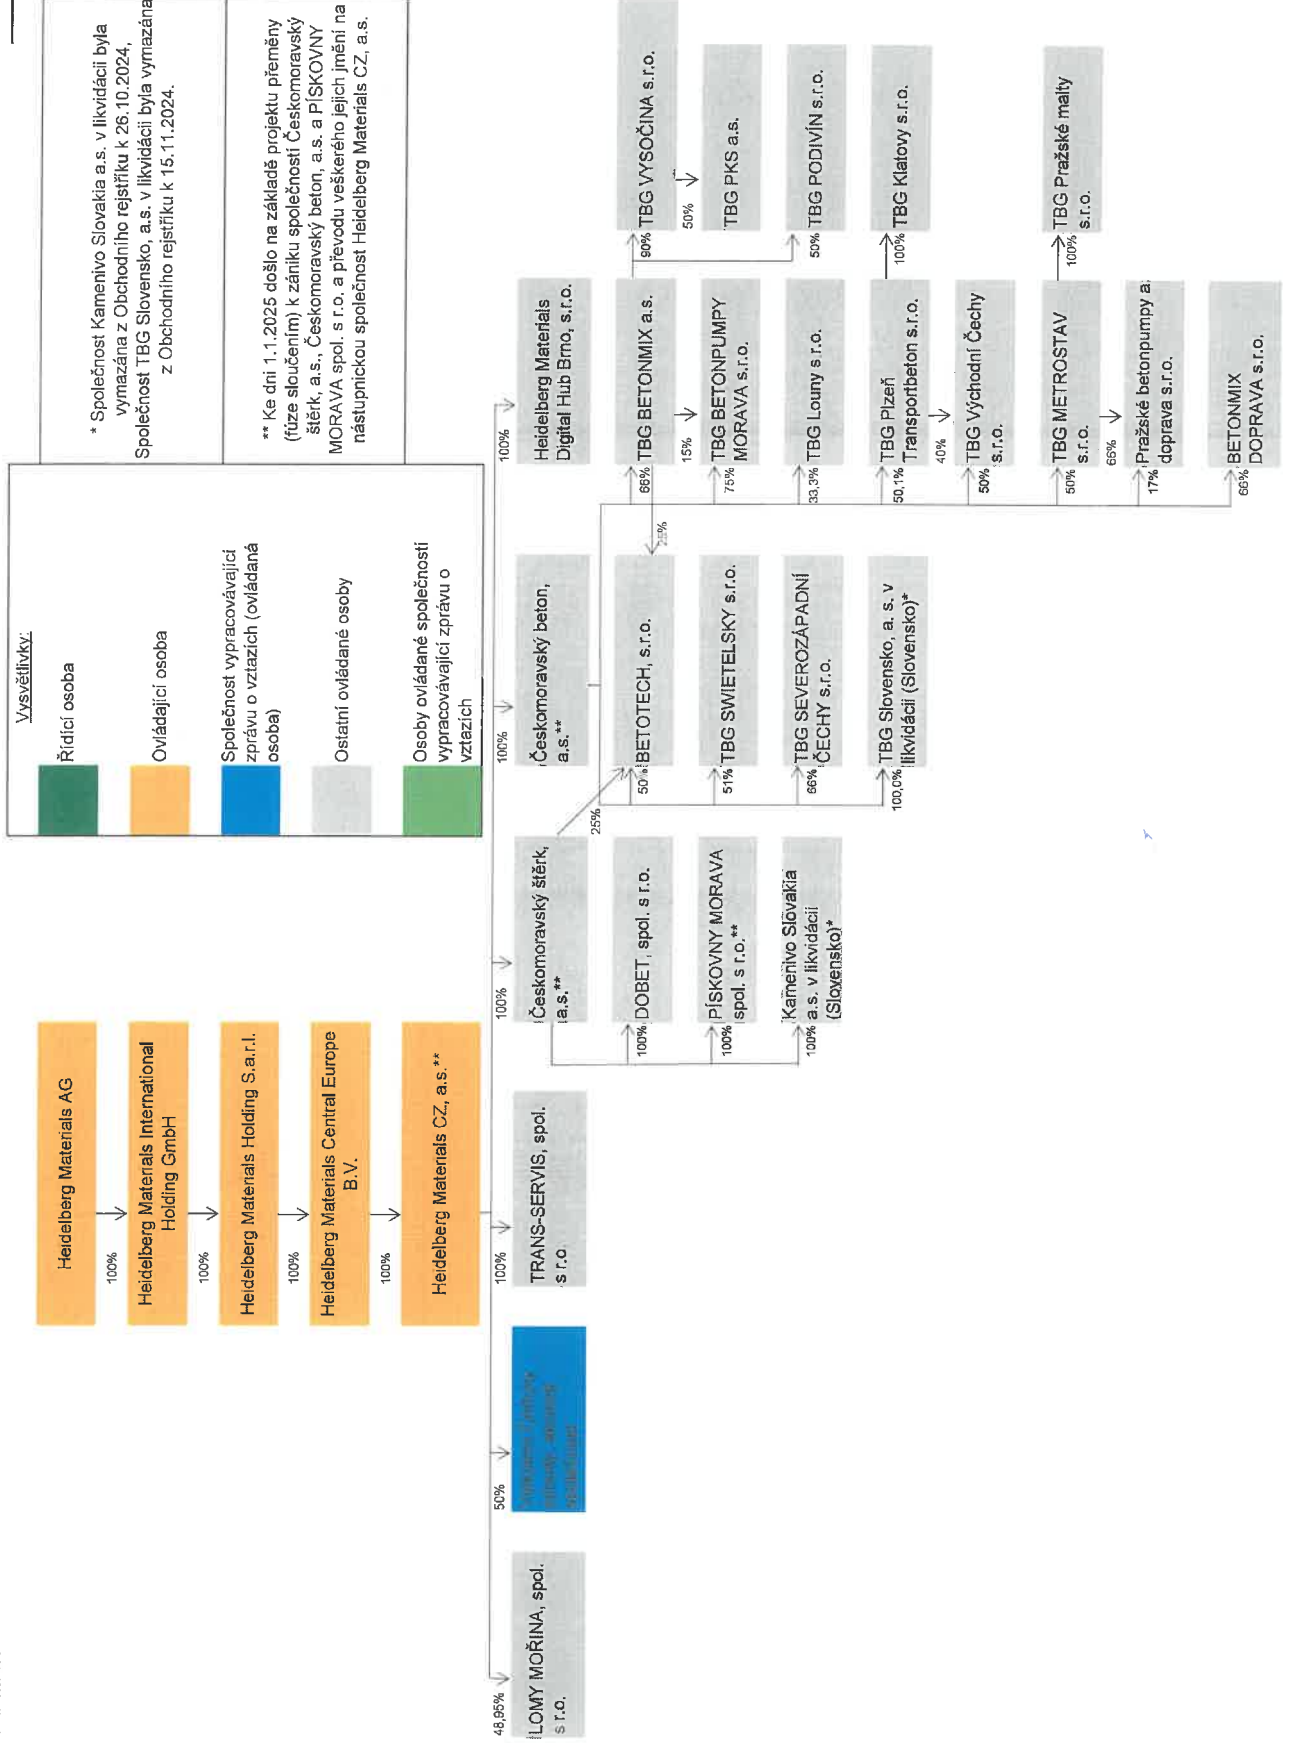 Heidelberg Materials AG
100%
Heidelberg Materials International
Holding GmbH
100%
Heidelberg Materials Holding S.a.r.l.
100%
Heidelberg Materials Central Europe
B.V.
100%
Heidelberg Materials CZ, a.s.**
Vysvětlivky:
Řídící osoba
Ovládající osoba
Společnost vypracovávající
zprávu o vztazích (ovládaná
osoba)
Ostatní ovládané osoby
Osoby ovládané společností
vypracovávající zprávu o
vztazích
* Společnost Kamenivo Slovakia a.s. v likvidácii byla
vymazána z Obchodního rejstříku k 26.10.2024,
Společnost TBG Slovensko, a.s. v likvidácii byla vymazána
z Obchodního rejstříku k 15.11.2024.
** Ke dni 1.1.2025 došlo na základě projektu přeměny
(fúze sloučením) k zániku společností Českomoravský
štěrk, a.s., Českomoravský beton, a.s. a PÍSKOVNY
MORAVA spol. s r.o. a převodu veškerého jejich jmění na
nástupnickou společnost Heidelberg Materials CZ, a.s.
48,95%
LOMY MOŘINA, spol.
s r.o.
50%
100%
TRANS-SERVIS, spol.
s r.o.
100%
Českomoravský štěrk,
a.s.**
100%
Českomoravský beton,
a.s.**
100%
Heidelberg Materials
Digital Hub Brno, s.r.o.
100%
DOBET, spol. s r.o.
100%
PÍSKOVNY MORAVA
spol. s r.o.**
100%
Kamenivo Slovakia
a.s. v likvidácií
(Slovensko)*
25%
50%
BETOTECH, s.r.o.
25%
51%
TBG SWIETELSKY s.r.o.
66%
TBG SEVEROZÁPADNÍ
ČECHY s.r.o.
100,0%
TBG Slovensko, a. s. v
likvidácií (Slovensko)*
66%
TBG BETONMIX a.s.
15%
75%
TBG BETONPUMPY
MORAVA s.r.o.
33,3%
TBG Louny s.r.o.
50,1%
TBG Plzeň
Transportbeton s.r.o.
40%
50%
TBG Východní Čechy
s.r.o.
50%
TBG METROSTAV
s.r.o.
66%
17%
Pražské betonpumpy a
doprava s.r.o.
66%
BETONMIX
DOPRAVA s.r.o.
90%
TBG VYSOČINA s.r.o.
50%
TBG PKS a.s.
50%
TBG PODIVÍN s.r.o.
100%
TBG Klatovy s.r.o.
100%
TBG Pražské malty
s.r.o.